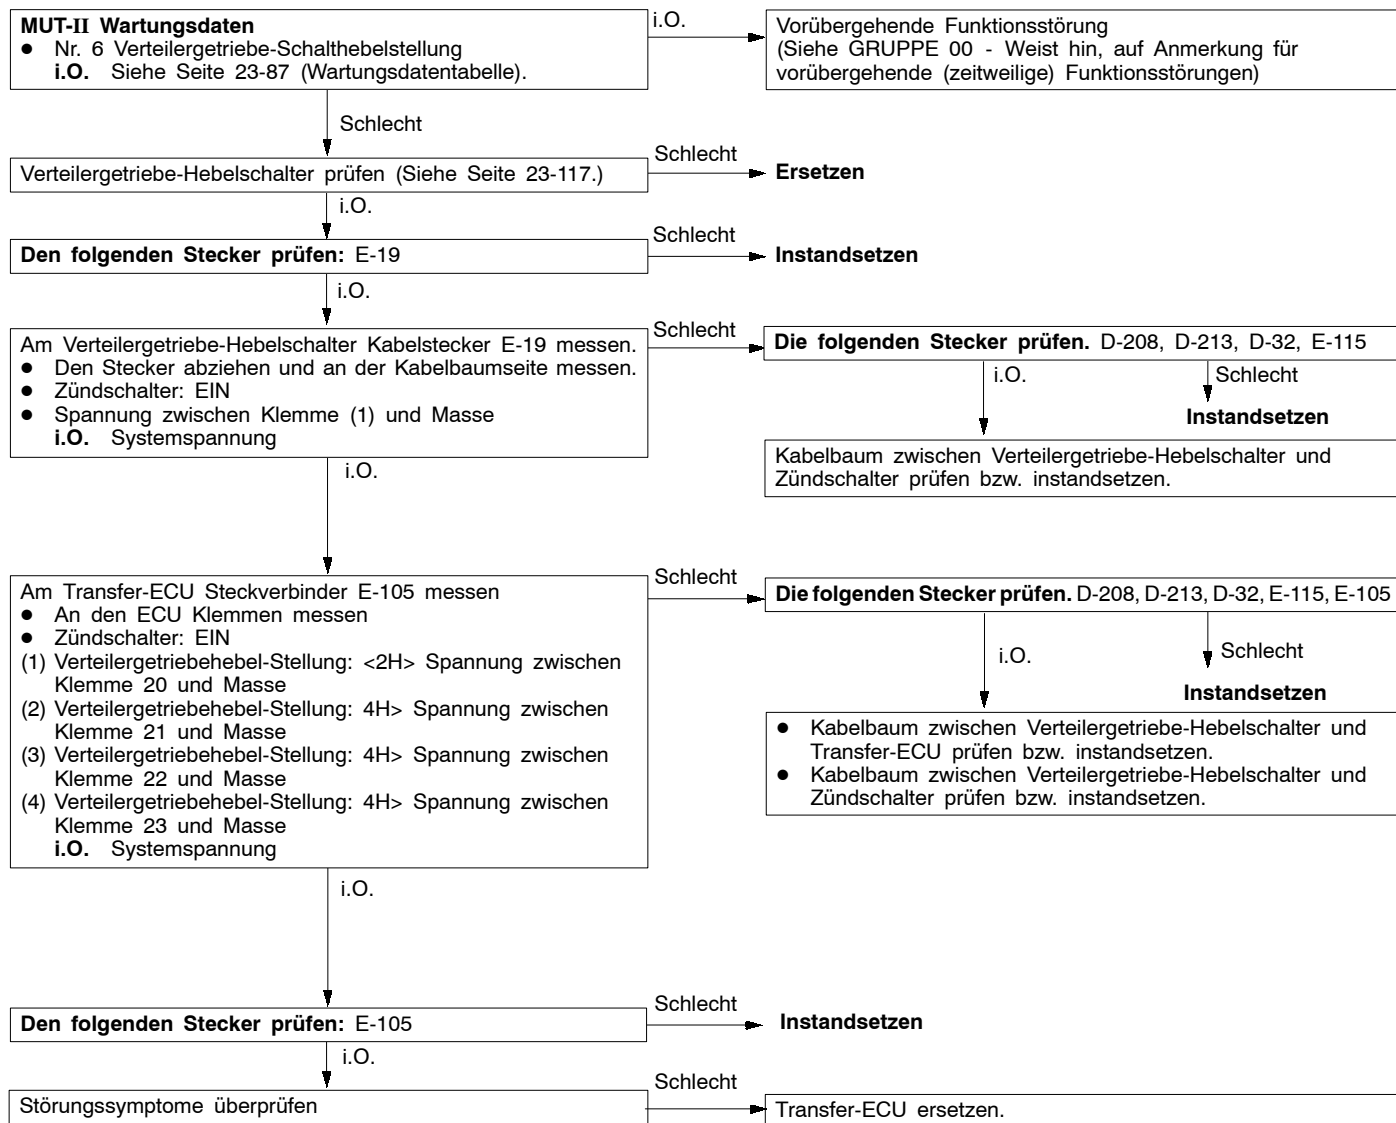 MUT-II Wartungsdaten
● Nr. 6 Verteilergetriebe-Schalthebelstellung
i.O. Siehe Seite 23-87 (Wartungsdatentabelle).
i.O.
Vorübergehende Funktionsstörung
(Siehe GRUPPE 00 - Weist hin, auf Anmerkung für
vorübergehende (zeitweilige) Funktionsstörungen)
Schlecht
Verteilergetriebe-Hebelschalter prüfen (Siehe Seite 23-117.)
Schlecht
Ersetzen
i.O.
Den folgenden Stecker prüfen: E-19
Schlecht
Instandsetzen
i.O.
Am Verteilergetriebe-Hebelschalter Kabelstecker E-19 messen.
● Den Stecker abziehen und an der Kabelbaumseite messen.
● Zündschalter: EIN
● Spannung zwischen Klemme (1) und Masse
i.O. Systemspannung
Schlecht
Die folgenden Stecker prüfen. D-208, D-213, D-32, E-115
i.O.
Schlecht
Instandsetzen
Kabelbaum zwischen Verteilergetriebe-Hebelschalter und
Zündschalter prüfen bzw. instandsetzen.
i.O.
Am Transfer-ECU Steckverbinder E-105 messen
● An den ECU Klemmen messen
● Zündschalter: EIN
(1) Verteilergetriebehebel-Stellung: <2H> Spannung zwischen
Klemme 20 und Masse
(2) Verteilergetriebehebel-Stellung: 4H> Spannung zwischen
Klemme 21 und Masse
(3) Verteilergetriebehebel-Stellung: 4H> Spannung zwischen
Klemme 22 und Masse
(4) Verteilergetriebehebel-Stellung: 4H> Spannung zwischen
Klemme 23 und Masse
i.O. Systemspannung
Schlecht
Die folgenden Stecker prüfen. D-208, D-213, D-32, E-115, E-105
i.O.
Schlecht
Instandsetzen
● Kabelbaum zwischen Verteilergetriebe-Hebelschalter und
Transfer-ECU prüfen bzw. instandsetzen.
● Kabelbaum zwischen Verteilergetriebe-Hebelschalter und
Zündschalter prüfen bzw. instandsetzen.
i.O.
Den folgenden Stecker prüfen: E-105
Schlecht
Instandsetzen
i.O.
Störungssymptome überprüfen
Schlecht
Transfer-ECU ersetzen.